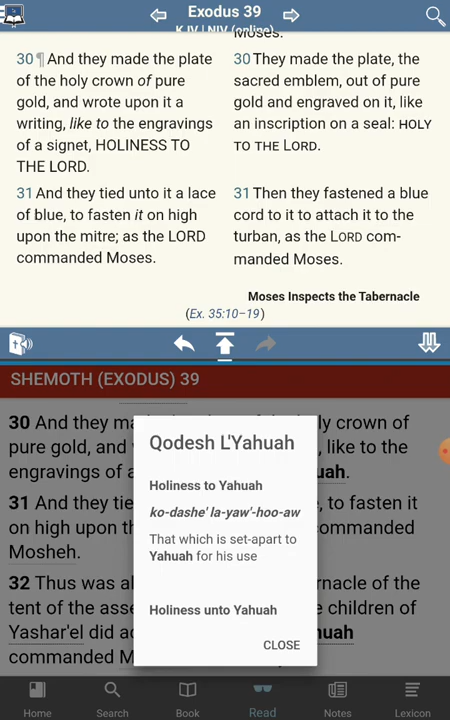 Exodus 39
KJV | NIV (online)
Moses.
30 ¶ And they made the plate
of the holy crown of pure
gold, and wrote upon it a
writing, like to the engravings
of a signet, HOLINESS TO
THE LORD.
31 And they tied unto it a lace
of blue, to fasten it on high
upon the mitre; as the LORD
commanded Moses.
30 They made the plate, the
sacred emblem, out of pure
gold and engraved on it, like
an inscription on a seal: HOLY
TO THE LORD.
31 Then they fastened a blue
cord to it to attach it to the
turban, as the LORD com-
manded Moses.
Moses Inspects the Tabernacle
(Ex. 35:10–19)
SHEMOTH (EXODUS) 39
30 And they ly crown of
pure gold, and , like to the
engravings of uah.
31 And they , to fasten it
on high upon commanded
Mosheh.
32 Thus was rnacle of the
tent of the children of
Yashar'el did
commanded
Qodesh L'Yahuah
Holiness to Yahuah
ko-dashe' la-yaw'-hoo-aw
That which is set-apart to
Yahuah for his use
Holiness unto Yahuah
CLOSE
Home Search Book Read Notes Lexicon